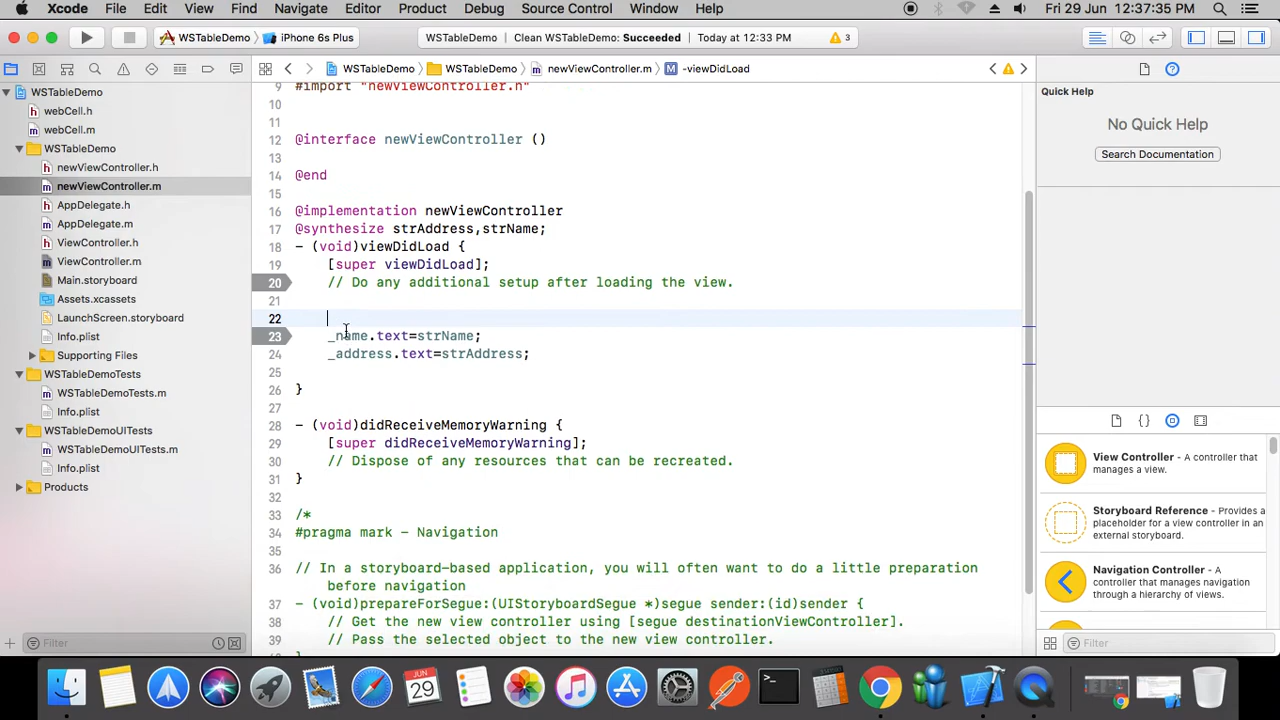 Xcode File Edit View Find Navigate Editor Product Debug Source Control Window Help Fri 29 Jun 12:37:35 PM
WSTableDemo iPhone 6s Plus WSTableDemo Clean WSTableDemo: Succeeded Today at 12:33 PM 3
WSTableDemo WSTableDemo newViewController.m M -viewDidLoad
WSTableDemo
webCell.h
webCell.m
WSTableDemo
newViewController.h
newViewController.m
AppDelegate.h
AppDelegate.m
ViewController.h
ViewController.m
Main.storyboard
Assets.xcassets
LaunchScreen.storyboard
Info.plist
Supporting Files
WSTableDemoTests
WSTableDemoTests.m
Info.plist
WSTableDemoUITests
WSTableDemoUITests.m
Info.plist
Products
Filter
9 #import "newViewController.h"
10
11
12 @interface newViewController ()
13
14 @end
15
16 @implementation newViewController
17 @synthesize strAddress,strName;
18 - (void)viewDidLoad {
19 [super viewDidLoad];
20 // Do any additional setup after loading the view.
21
22
23 _name.text=strName;
24 _address.text=strAddress;
25
26 }
27
28 - (void)didReceiveMemoryWarning {
29 [super didReceiveMemoryWarning];
30 // Dispose of any resources that can be recreated.
31 }
32
33 /*
34 #pragma mark - Navigation
35
36 // In a storyboard-based application, you will often want to do a little preparation
before navigation
37 - (void)prepareForSegue:(UIStoryboardSegue *)segue sender:(id)sender {
38 // Get the new view controller using [segue destinationViewController].
39 // Pass the selected object to the new view controller.
Quick Help
No Quick Help
Search Documentation
View Controller - A controller that
manages a view.
Storyboard Reference - Provides a
placeholder for a view controller in an
external storyboard.
Navigation Controller - A
controller that manages navigation
through a hierarchy of views.
Filter
JUN
29